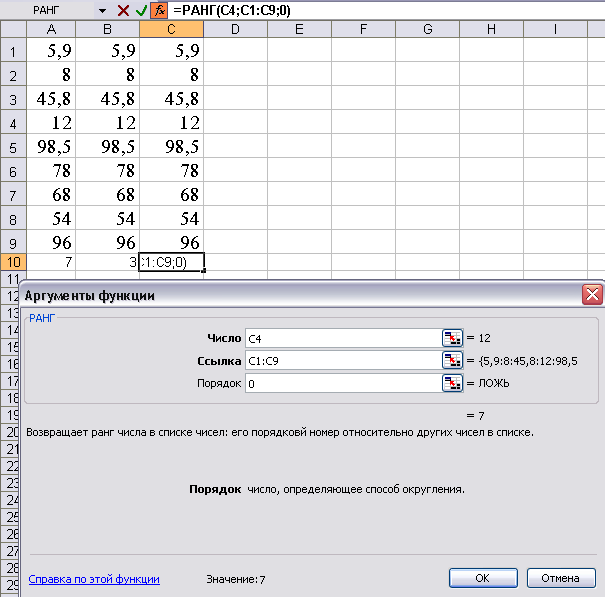 РАНГ =РАНГ(C4;C1:C9;0)
A B C D E F G H I
1 5,9 5,9 5,9
2 8 8 8
3 45,8 45,8 45,8
4 12 12 12
5 98,5 98,5 98,5
6 78 78 78
7 68 68 68
8 54 54 54
9 96 96 96
10 7 3 C1:C9;0)
11
12
13
14
15
16
17
18
19
20
21
22
23
24
25
26
27
28
29
Аргументы функции
РАНГ
Число C4 = 12
Ссылка C1:C9 = {5,9:8:45,8:12:98,5
Порядок 0 = ЛОЖЬ
= 7
Возвращает ранг числа в списке чисел: его порядковй номер относительно других чисел в списке.
Порядок число, определяющее способ округления.
Справка по этой функции Значение:7 ОК Отмена